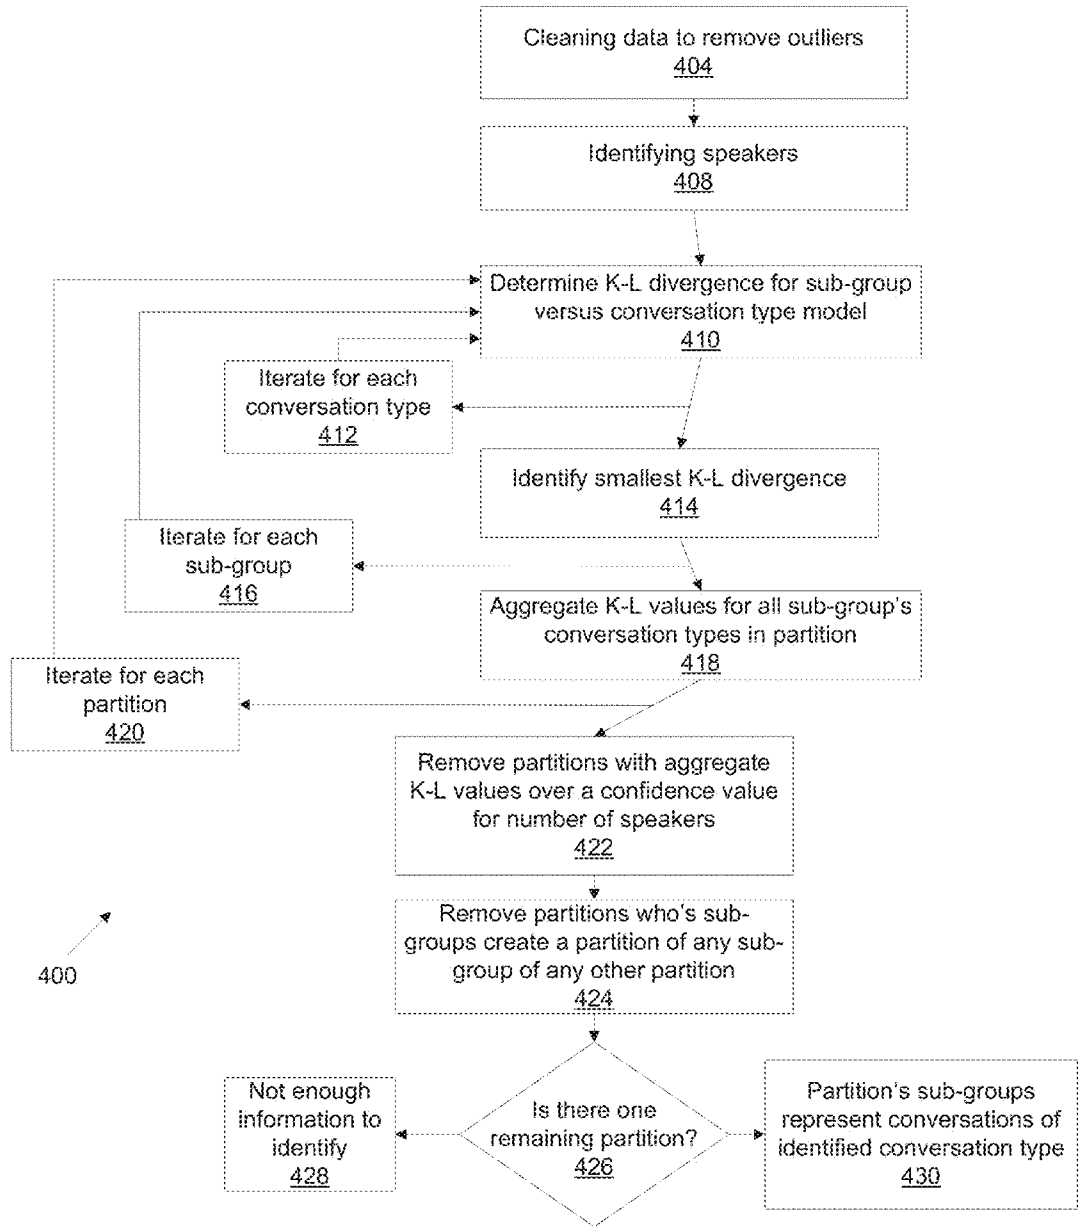 Cleaning data to remove outliers
404
Identifying speakers
408
Determine K-L divergence for sub-group
versus conversation type model
410
Iterate for each
conversation type
412
Identify smallest K-L divergence
414
Iterate for each
sub-group
416
Aggregate K-L values for all sub-group's
conversation types in partition
418
Iterate for each
partition
420
Remove partitions with aggregate
K-L values over a confidence value
for number of speakers
422
Remove partitions who's sub-
groups create a partition of any sub-
group of any other partition
424
400
Is there one
remaining partition?
426
Not enough
information to
identify
428
Partition's sub-groups
represent conversations of
identified conversation type
430